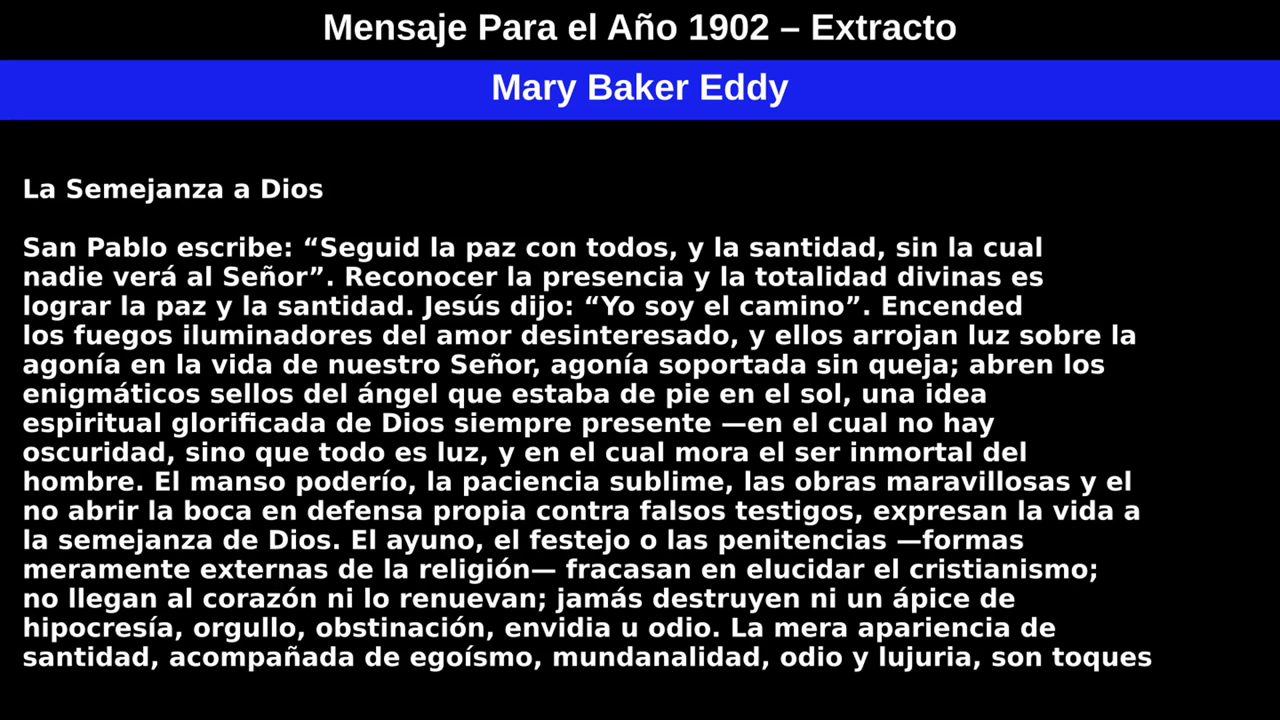 Mensaje Para el Año 1902 – Extracto
Mary Baker Eddy
La Semejanza a Dios
San Pablo escribe: “Seguid la paz con todos, y la santidad, sin la cual
nadie verá al Señor”. Reconocer la presencia y la totalidad divinas es
lograr la paz y la santidad. Jesús dijo: “Yo soy el camino”. Encended
los fuegos iluminadores del amor desinteresado, y ellos arrojan luz sobre la
agonía en la vida de nuestro Señor, agonía soportada sin queja; abren los
enigmáticos sellos del ángel que estaba de pie en el sol, una idea
espiritual glorificada de Dios siempre presente —en el cual no hay
oscuridad, sino que todo es luz, y en el cual mora el ser inmortal del
hombre. El manso poderío, la paciencia sublime, las obras maravillosas y el
no abrir la boca en defensa propia contra falsos testigos, expresan la vida a
la semejanza de Dios. El ayuno, el festejo o las penitencias —formas
meramente externas de la religión— fracasan en elucidar el cristianismo;
no llegan al corazón ni lo renuevan; jamás destruyen ni un ápice de
hipocresía, orgullo, obstinación, envidia u odio. La mera apariencia de
santidad, acompañada de egoísmo, mundanalidad, odio y lujuria, son toques